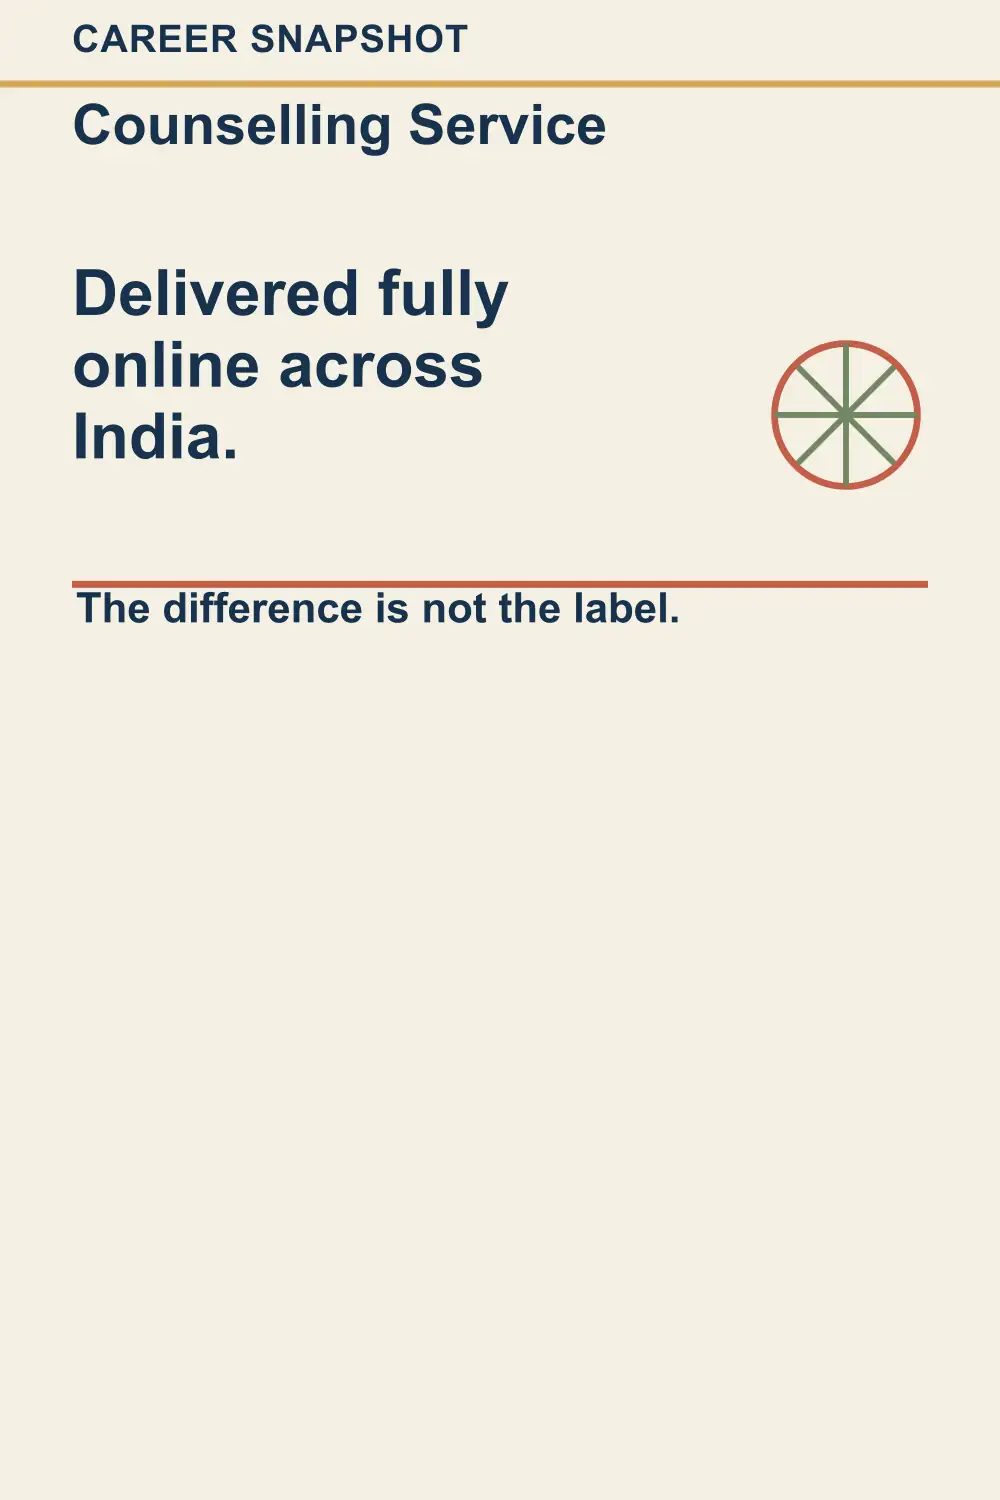 CAREER SNAPSHOT
Counselling Service
Delivered fully
online across
India.
The difference is not the label.